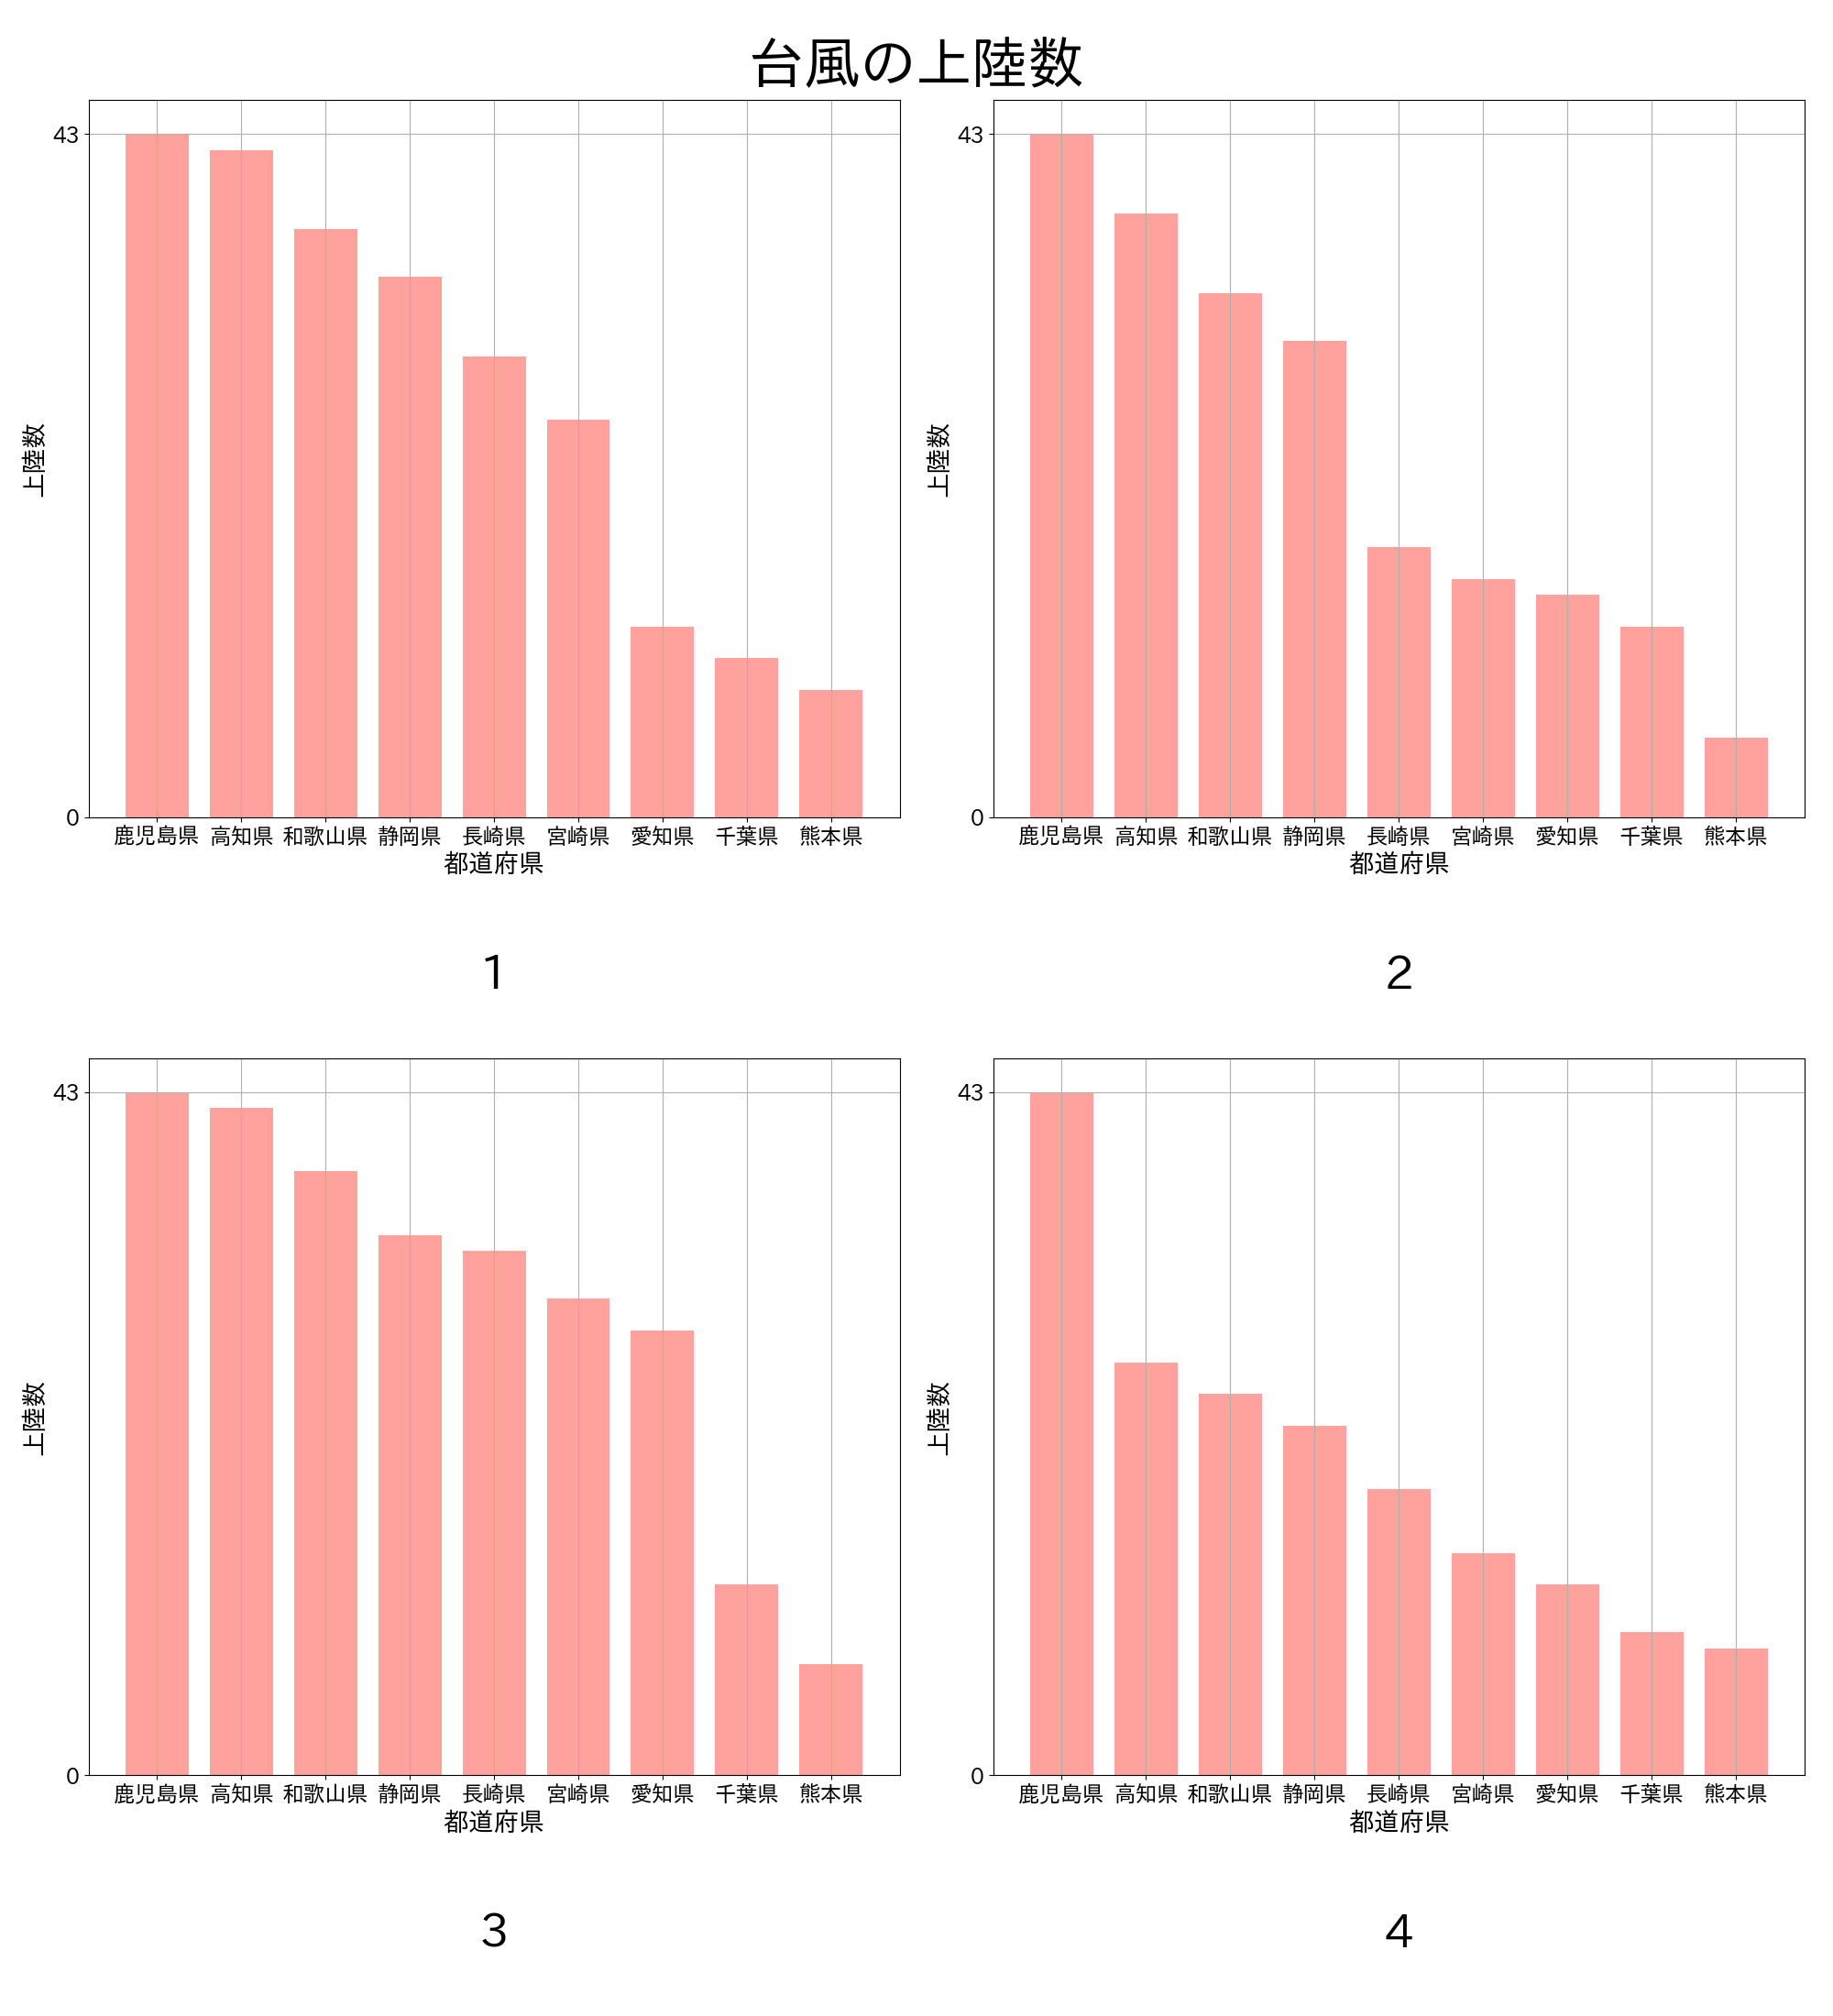 台風の上陸数
43
0
上陸数
鹿児島県 高知県 和歌山県 静岡県 長崎県 宮崎県 愛知県 千葉県 熊本県
都道府県
1
43
0
上陸数
鹿児島県 高知県 和歌山県 静岡県 長崎県 宮崎県 愛知県 千葉県 熊本県
都道府県
2
43
0
上陸数
鹿児島県 高知県 和歌山県 静岡県 長崎県 宮崎県 愛知県 千葉県 熊本県
都道府県
3
43
0
上陸数
鹿児島県 高知県 和歌山県 静岡県 長崎県 宮崎県 愛知県 千葉県 熊本県
都道府県
4